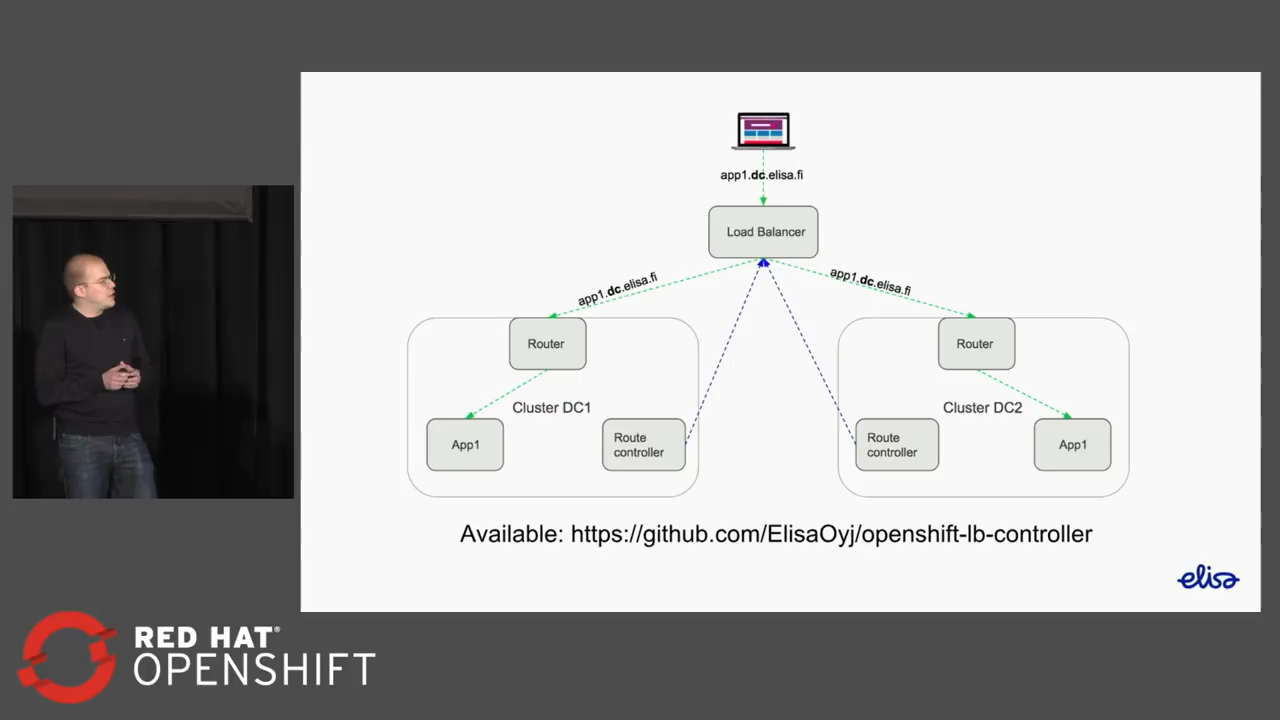 app1.dc.elisa.fi
Load Balancer
app1.dc.elisa.fi
app1.dc.elisa.fi
Router
Router
Cluster DC1
Cluster DC2
App1
Route
controller
Route
controller
App1
Available: https://github.com/ElisaOyj/openshift-lb-controller
elisa
RED HAT®
OPENSHIFT